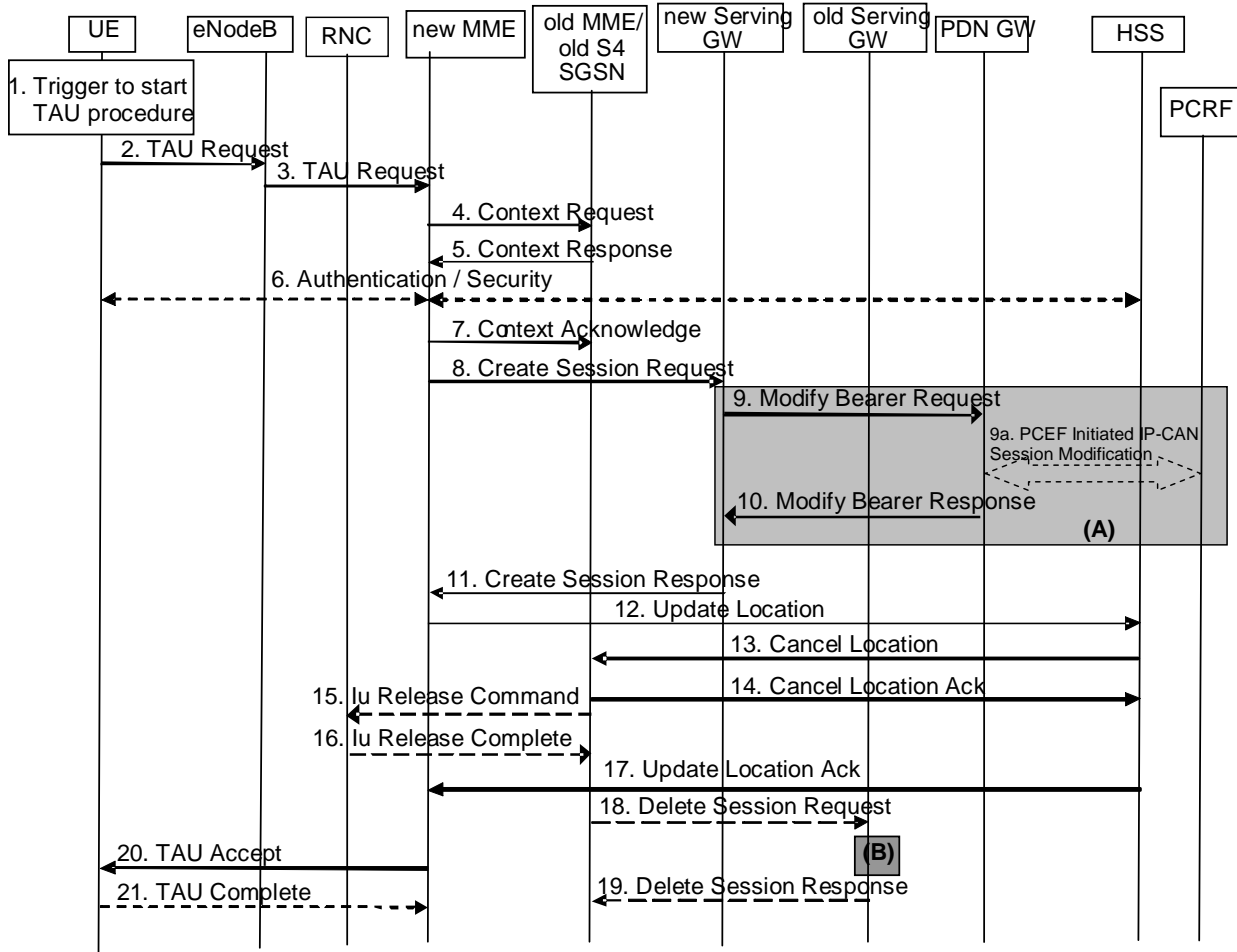 UE
eNodeB
RNC
new MME
old MME/
old S4
SGSN
new Serving
GW
old Serving
GW
PDN GW
HSS
PCRF
1. Trigger to start
TAU procedure
2. TAU Request
3. TAU Request
4. Context Request
5. Context Response
6. Authentication / Security
7. Context Acknowledge
8. Create Session Request
9. Modify Bearer Request
9a. PCEF Initiated IP-CAN
Session Modification
10. Modify Bearer Response
(A)
11. Create Session Response
12. Update Location
13. Cancel Location
14. Cancel Location Ack
15. Iu Release Command
16. Iu Release Complete
17. Update Location Ack
18. Delete Session Request
(B)
20. TAU Accept
19. Delete Session Response
21. TAU Complete